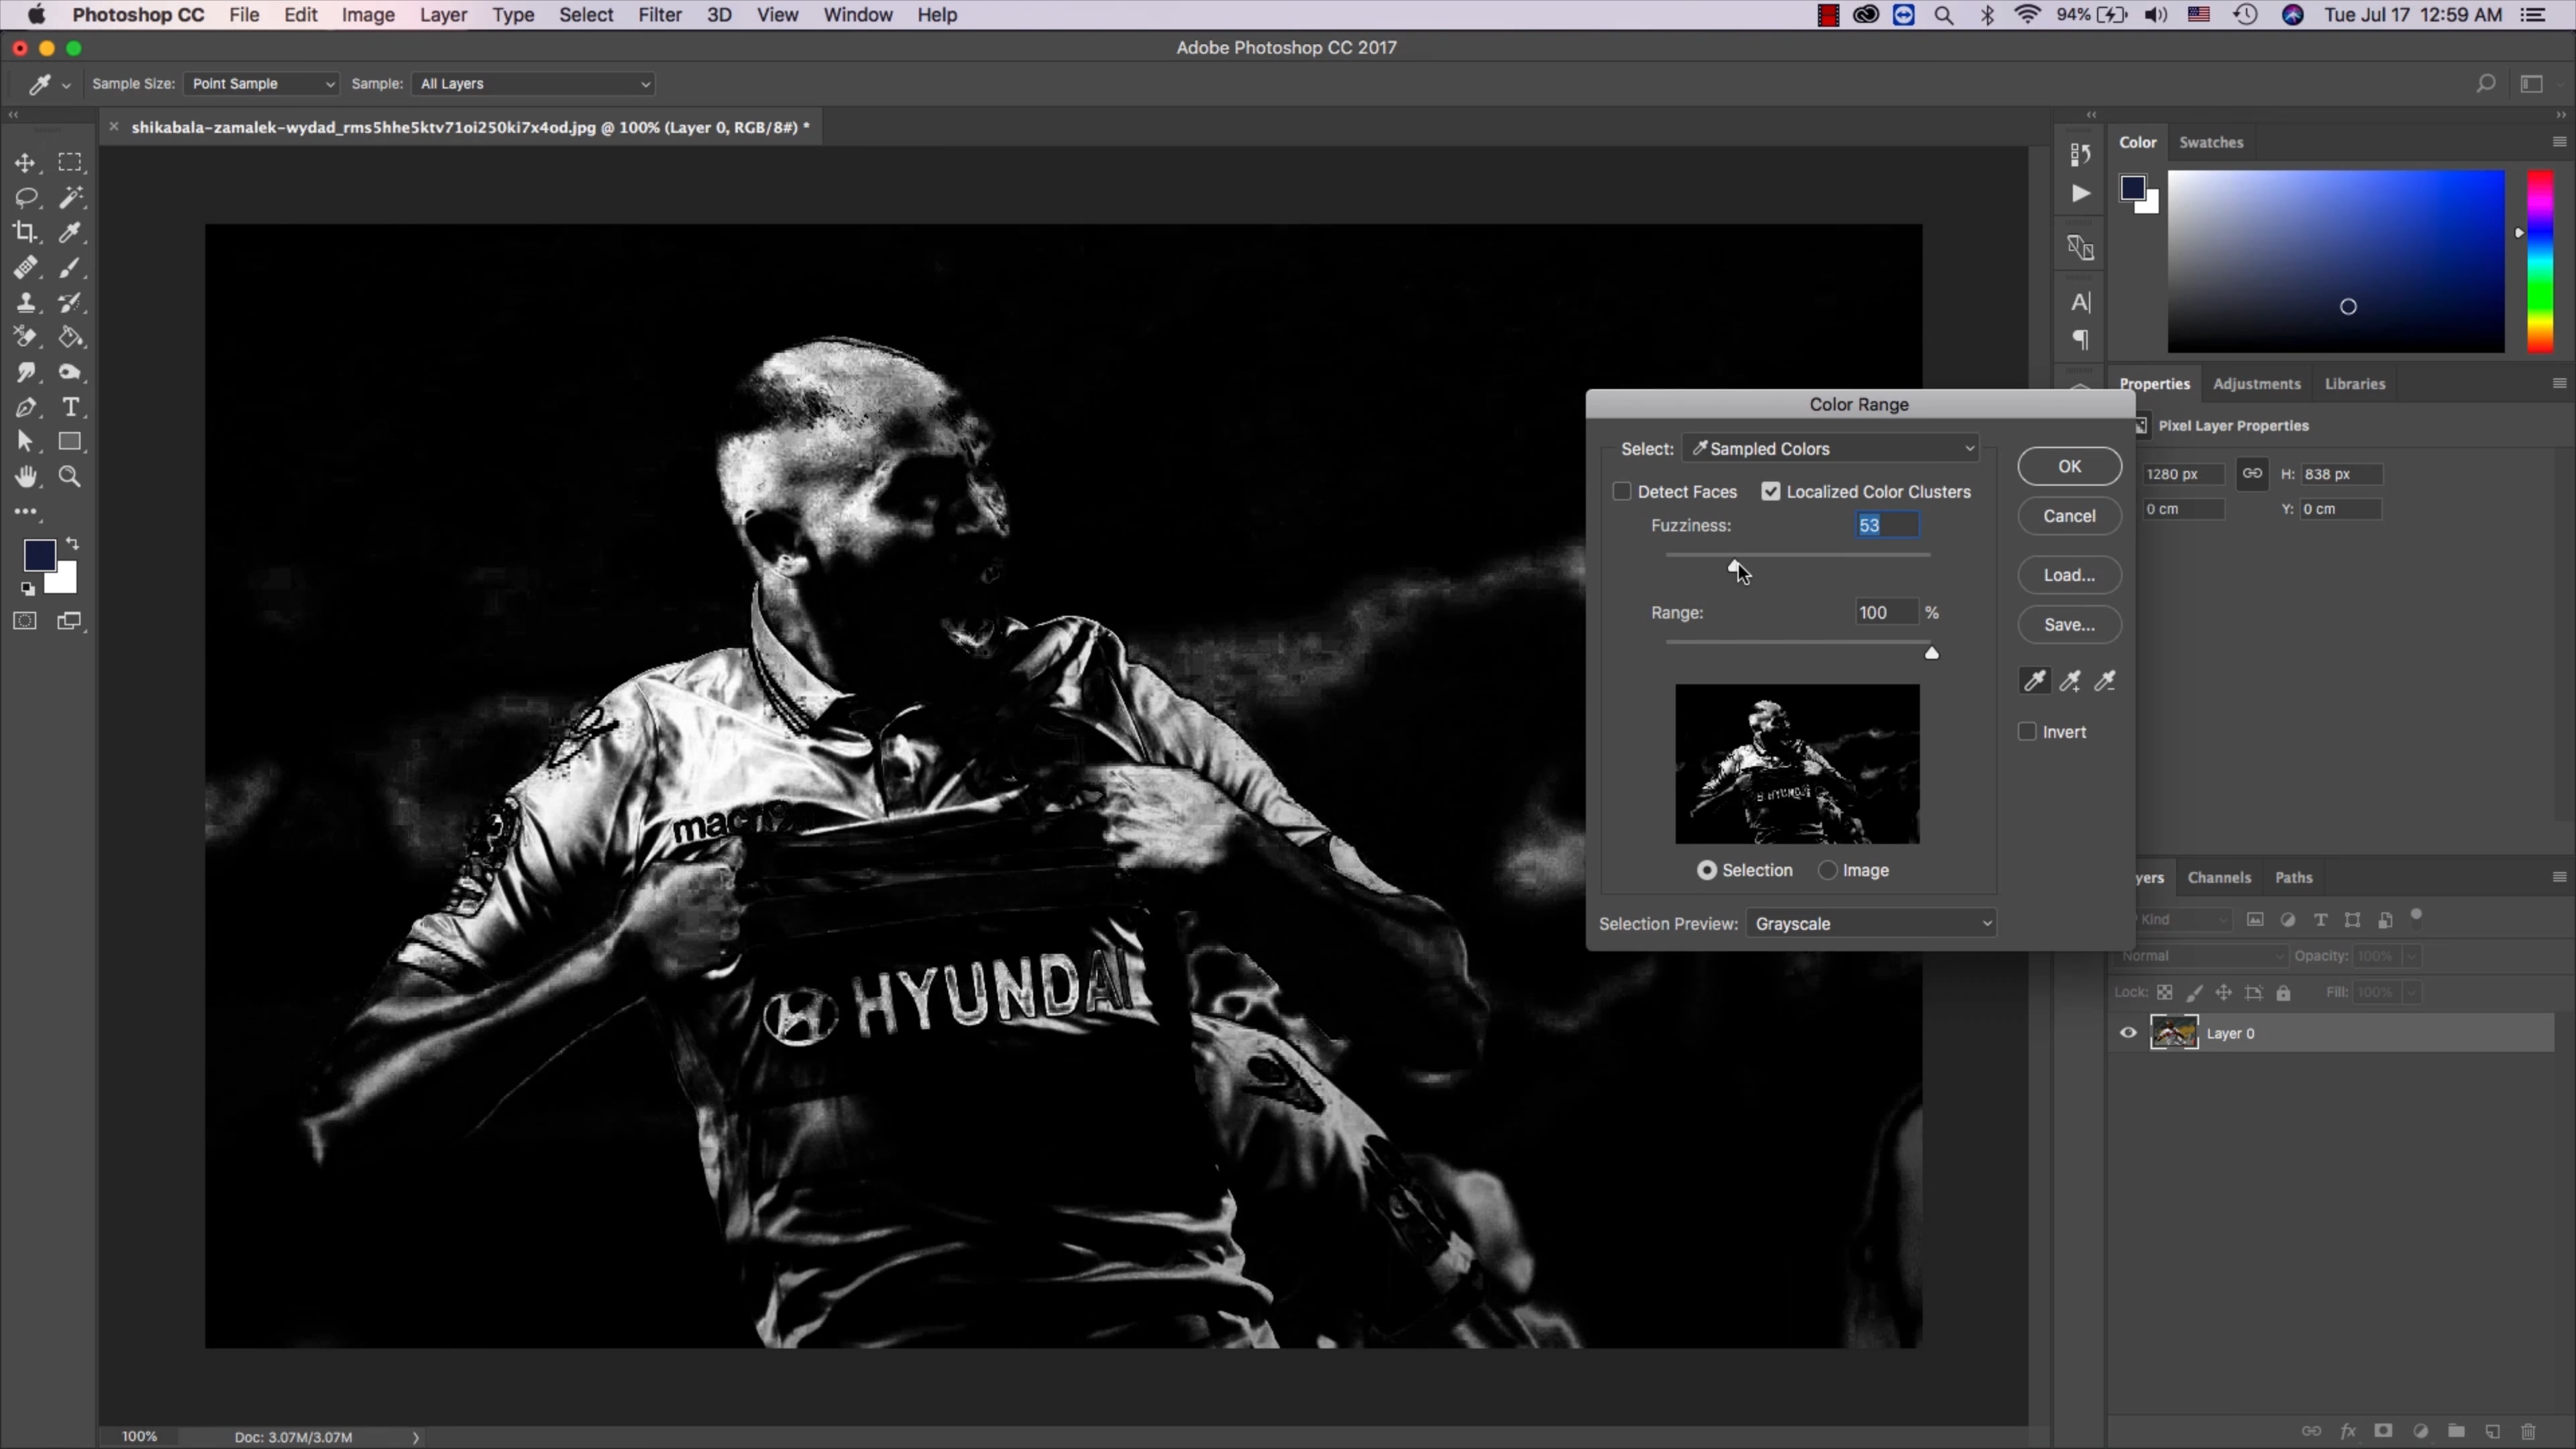 Photoshop CC File Edit Image Layer Type Select Filter 3D View Window Help 94% Tue Jul 17 12:59 AM
Adobe Photoshop CC 2017
Sample Size: Point Sample Sample: All Layers
shikabala-zamalek-wydad_rms5hhe5ktv71oi250ki7x4od.jpg @ 100% (Layer 0, RGB/8#) *
Color Swatches
Properties Adjustments Libraries
Pixel Layer Properties
1280 px H: 838 px
0 cm Y: 0 cm
Color Range
Select: Sampled Colors
Detect Faces Localized Color Clusters
Fuzziness: 53
Range: 100 %
Selection Image
Selection Preview: Grayscale
OK
Cancel
Load...
Save...
Invert
yers Channels Paths
Kind
Normal Opacity: 100%
Lock: Fill: 100%
Layer 0
macron
HYUNDAI
100% Doc: 3.07M/3.07M